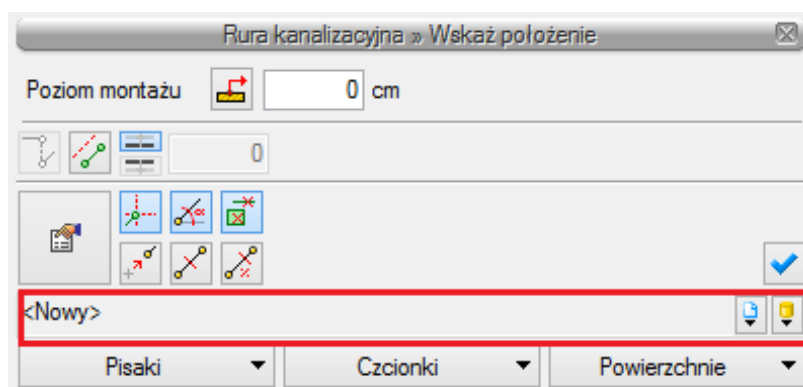 Rura kanalizacyjna » Wskaż położenie
Poziom montażu 0 cm
0
<Nowy>
Pisaki Czcionki Powierzchnie